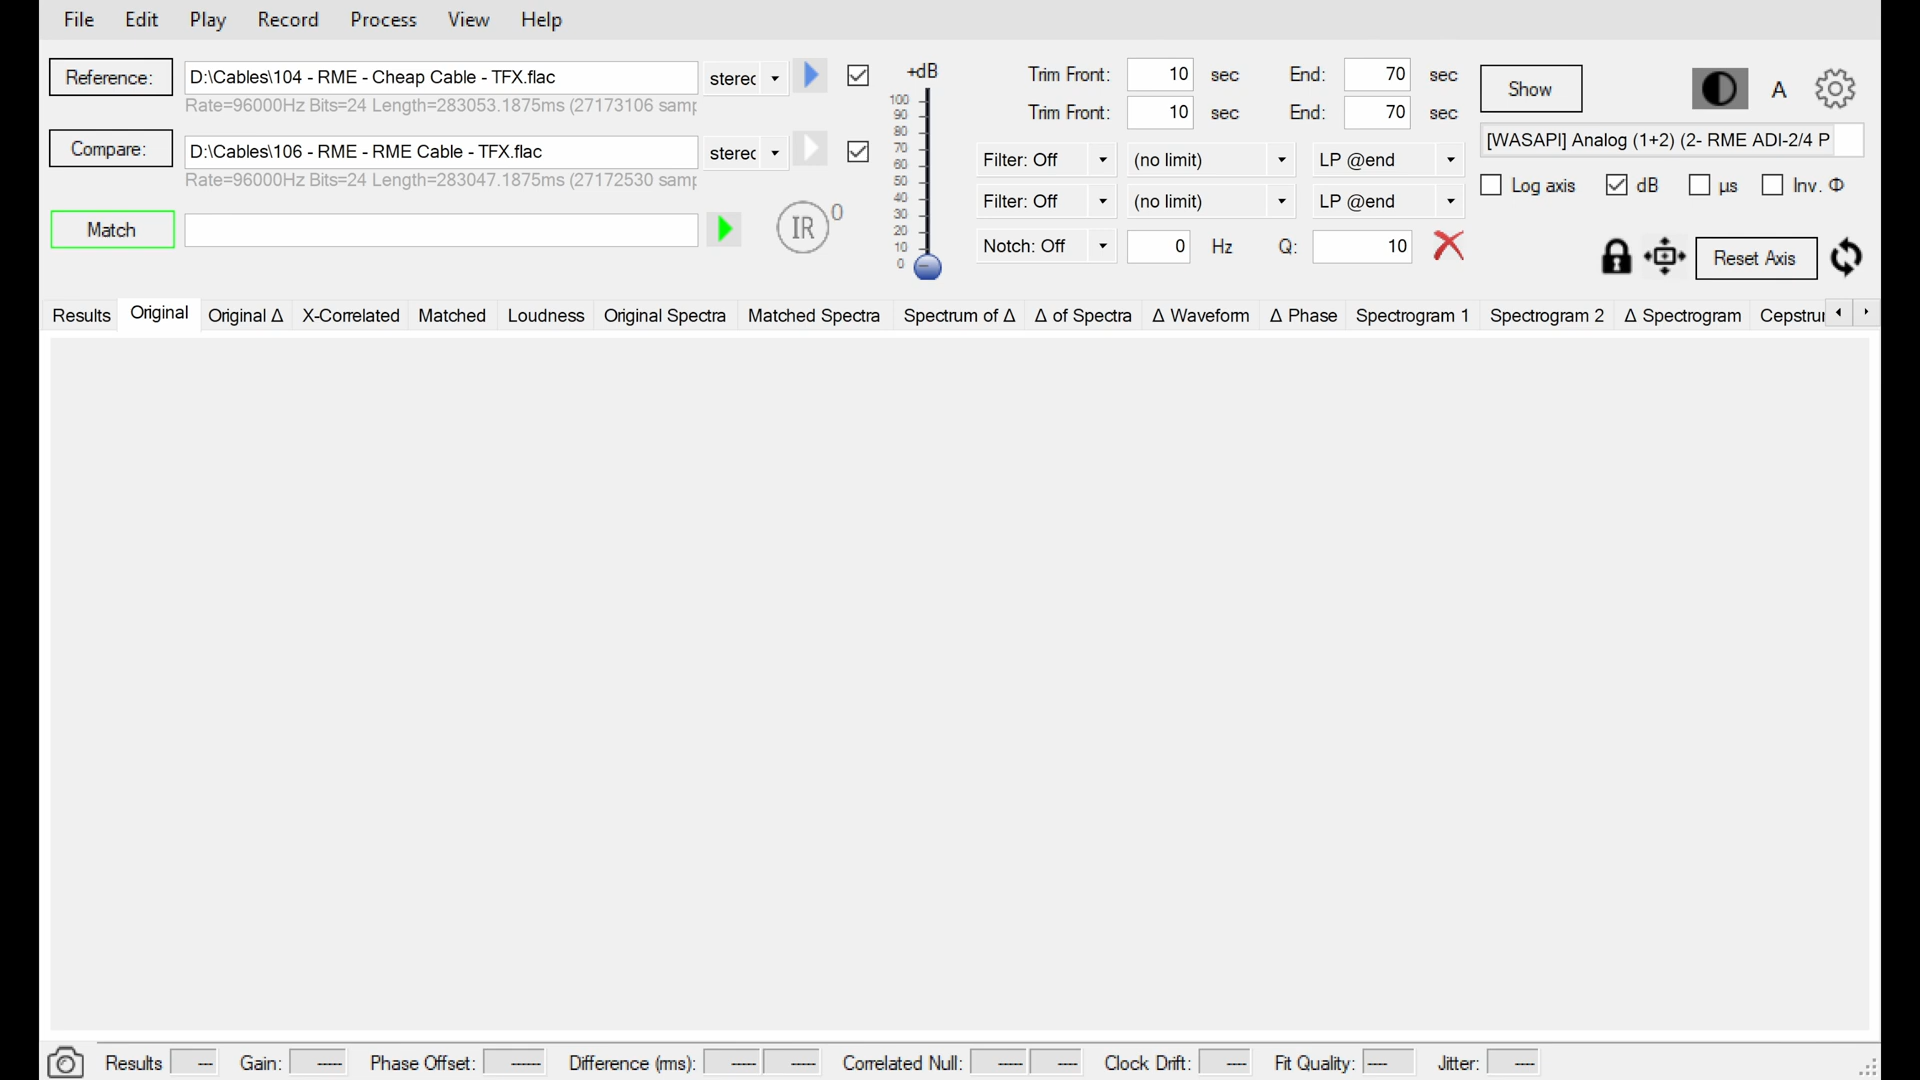 File Edit Play Record Process View Help
Reference: D:\Cables\104 - RME - Cheap Cable - TFX.flac stereo
Rate=96000Hz Bits=24 Length=283053.1875ms (27173106 samp
Compare: D:\Cables\106 - RME - RME Cable - TFX.flac stereo
Rate=96000Hz Bits=24 Length=283047.1875ms (27172530 samp
Match IR 0
+dB
100
90
80
70
60
50
40
30
20
10
0
Trim Front: 10 sec End: 70 sec
Trim Front: 10 sec End: 70 sec
Filter: Off (no limit) LP @end
Filter: Off (no limit) LP @end
Notch: Off 0 Hz Q: 10
Show A
[WASAPI] Analog (1+2) (2- RME ADI-2/4 P
Log axis dB µs Inv. Φ
Reset Axis
Results Original Original Δ X-Correlated Matched Loudness Original Spectra Matched Spectra Spectrum of Δ Δ of Spectra Δ Waveform Δ Phase Spectrogram 1 Spectrogram 2 Δ Spectrogram Cepstru
Results --- Gain: ----- Phase Offset: ------ Difference (rms): ----- ----- Correlated Null: ----- ---- Clock Drift: ---- Fit Quality: ---- Jitter: ----